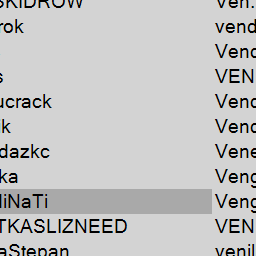 SKIDROW Ven.
rok vend
Vend
s VEN
ucrack Vend
ik Vend
dazkc Vene
ka Veng
liNaTi Veng
TKASLIZNEED VEN
aStepan venil